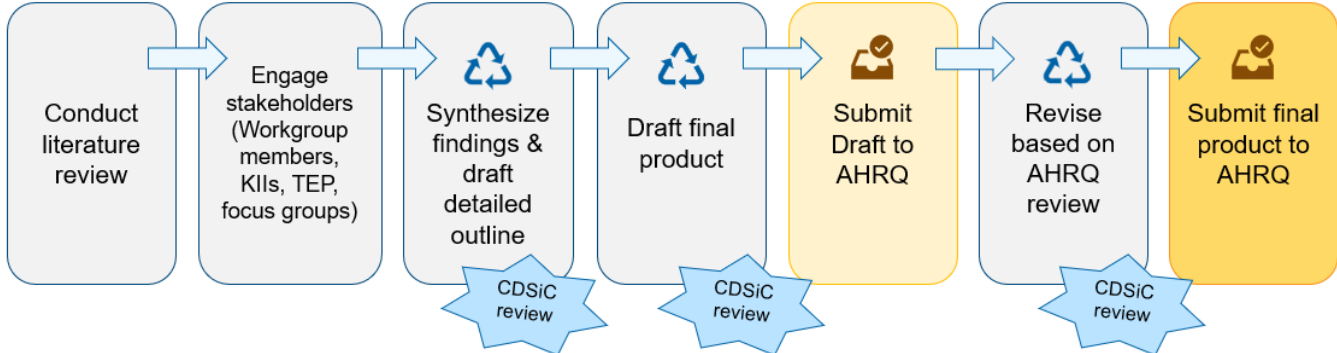 Conduct
literature
review
Engage
stakeholders
(Workgroup
members,
KIIs, TEP,
focus groups)
Synthesize
findings &
draft
detailed
outline
CDSiC
review
Draft final
product
CDSiC
review
Submit
Draft to
AHRQ
Revise
based on
AHRQ
review
CDSiC
review
Submit final
product to
AHRQ